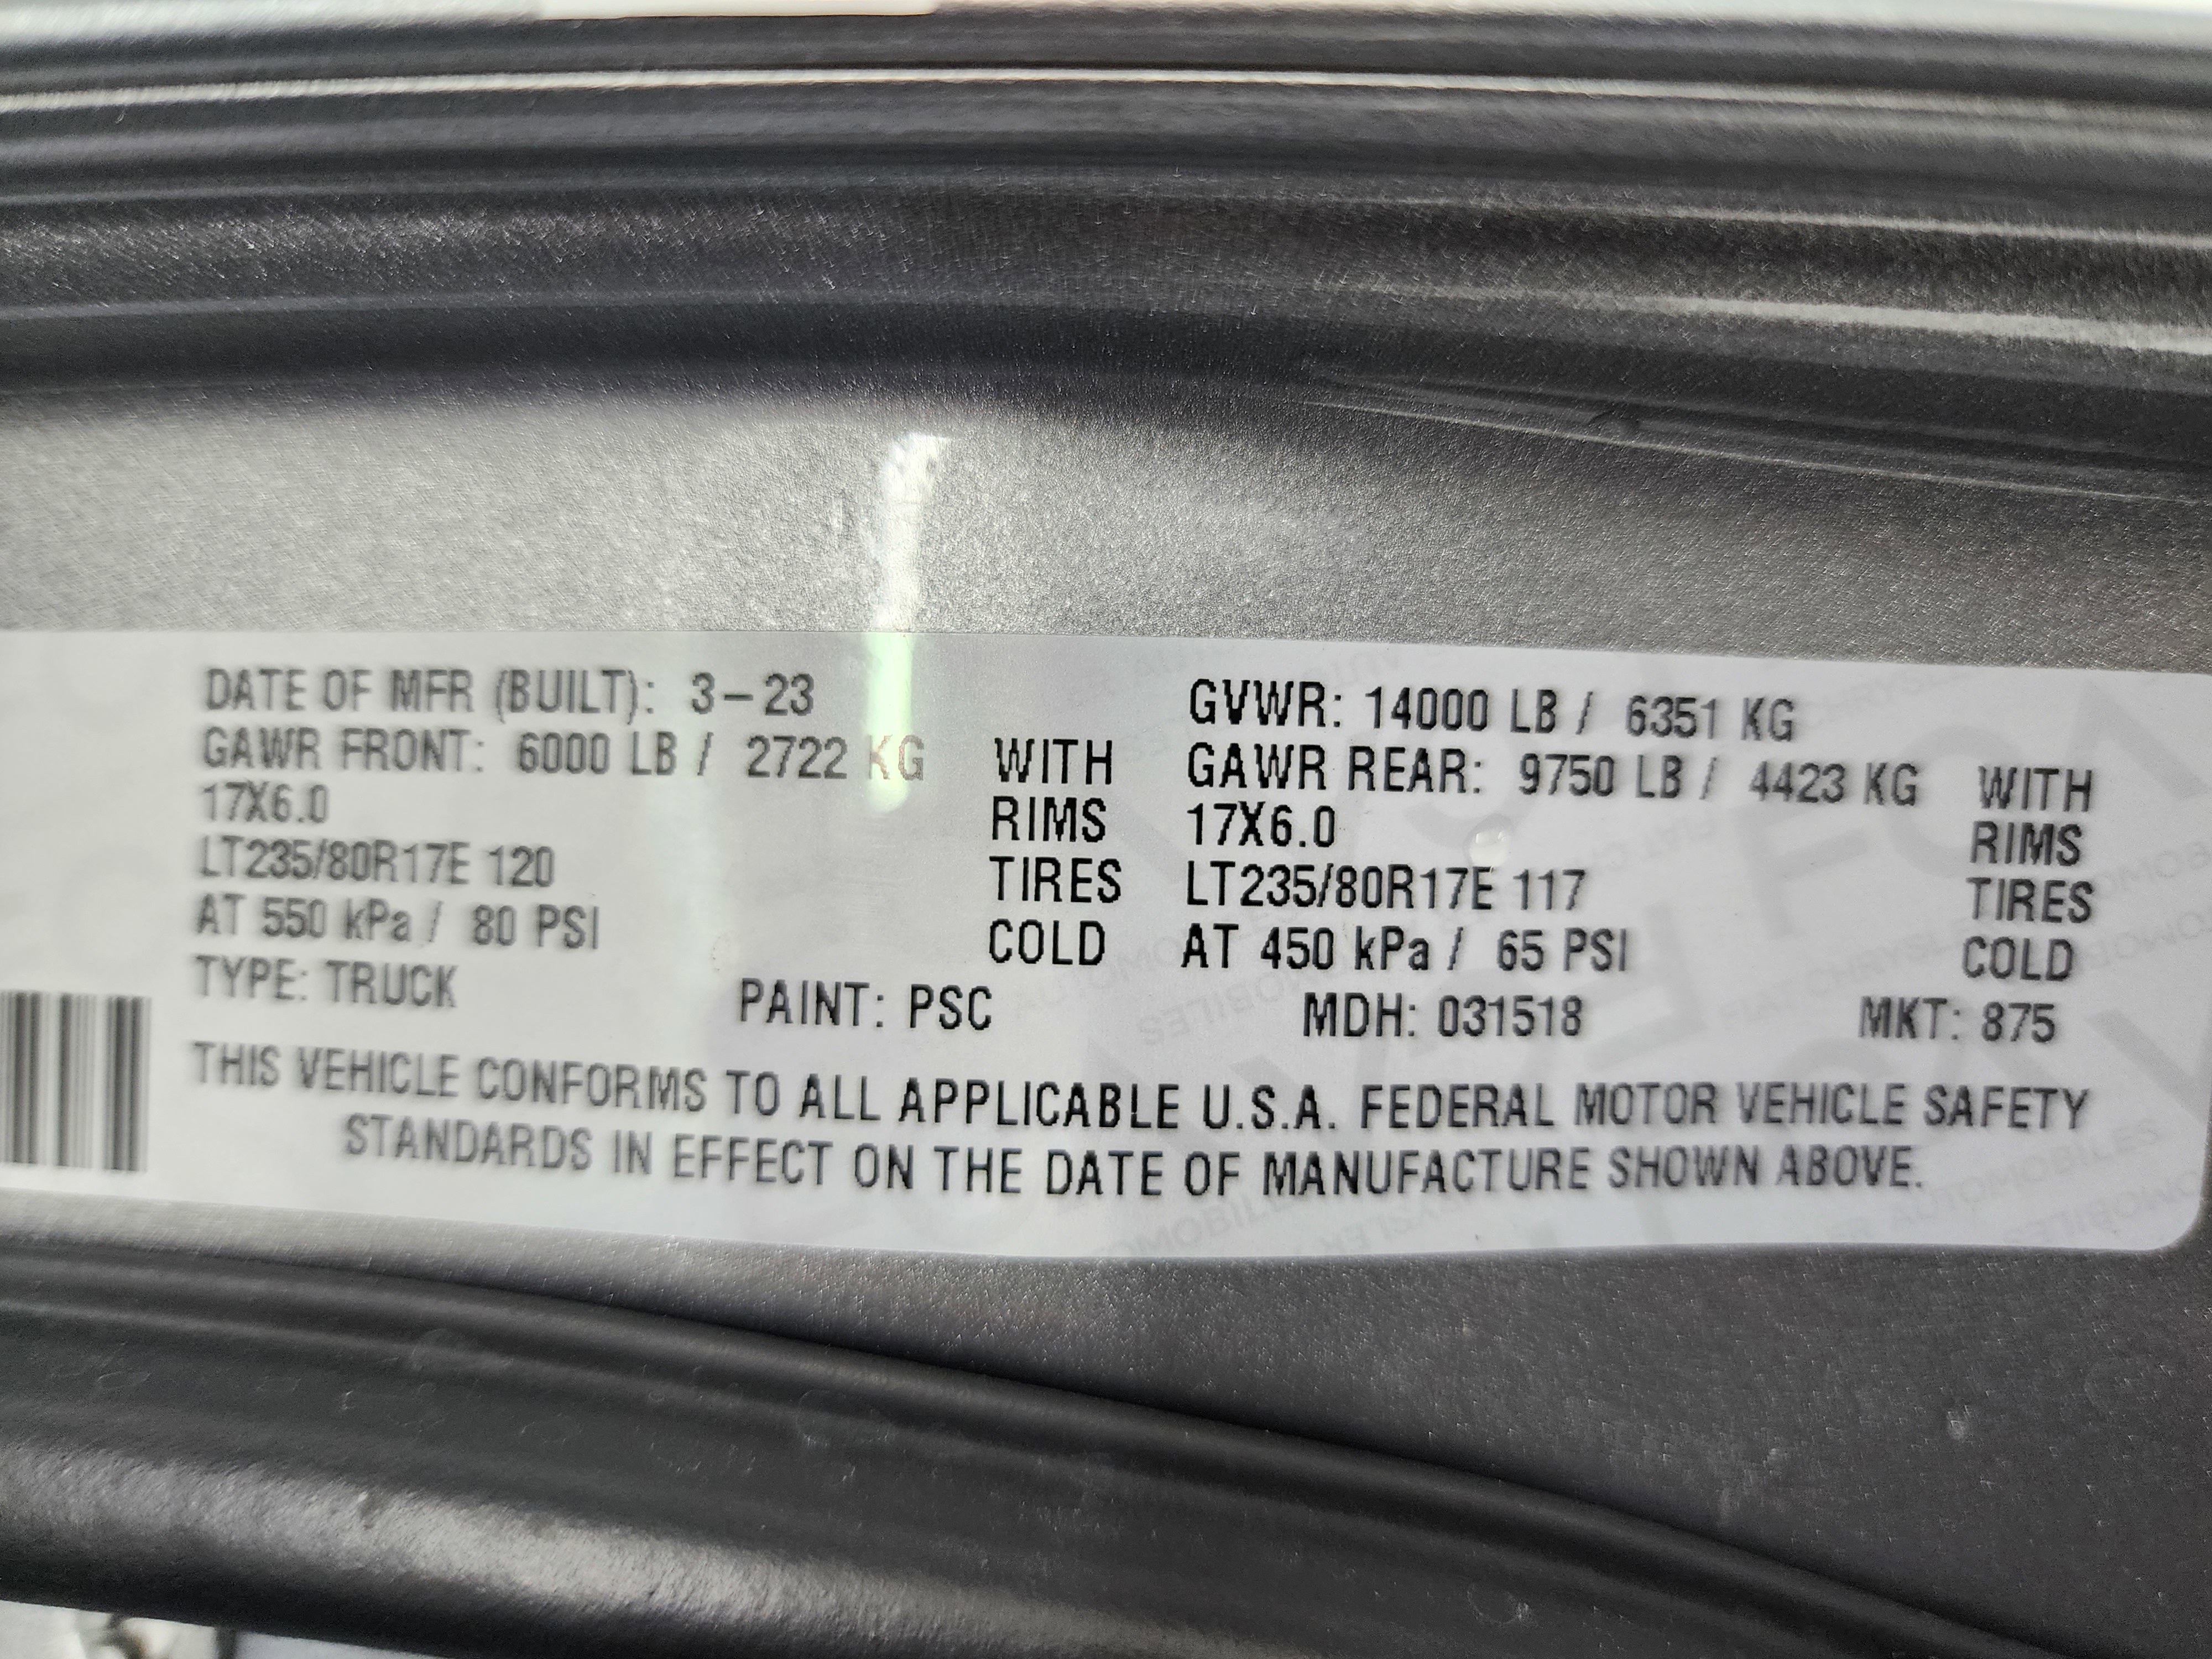 DATE OF MFR (BUILT): 3-23 GVWR: 14000 LB / 6351 KG
GAWR FRONT: 6000 LB / 2722 KG WITH GAWR REAR: 9750 LB / 4423 KG WITH
17X6.0 RIMS 17X6.0 RIMS
LT235/80R17E 120 TIRES LT235/80R17E 117 TIRES
AT 550 kPa / 80 PSI COLD AT 450 kPa / 65 PSI COLD
TYPE: TRUCK PAINT: PSC MDH: 031518 MKT: 875
THIS VEHICLE CONFORMS TO ALL APPLICABLE U.S.A. FEDERAL MOTOR VEHICLE SAFETY
STANDARDS IN EFFECT ON THE DATE OF MANUFACTURE SHOWN ABOVE.